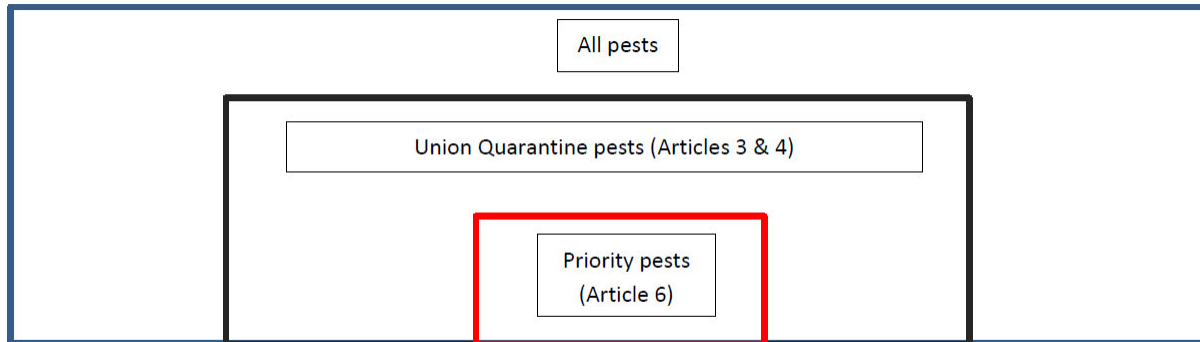 All pests
Union Quarantine pests (Articles 3 & 4)
Priority pests
(Article 6)